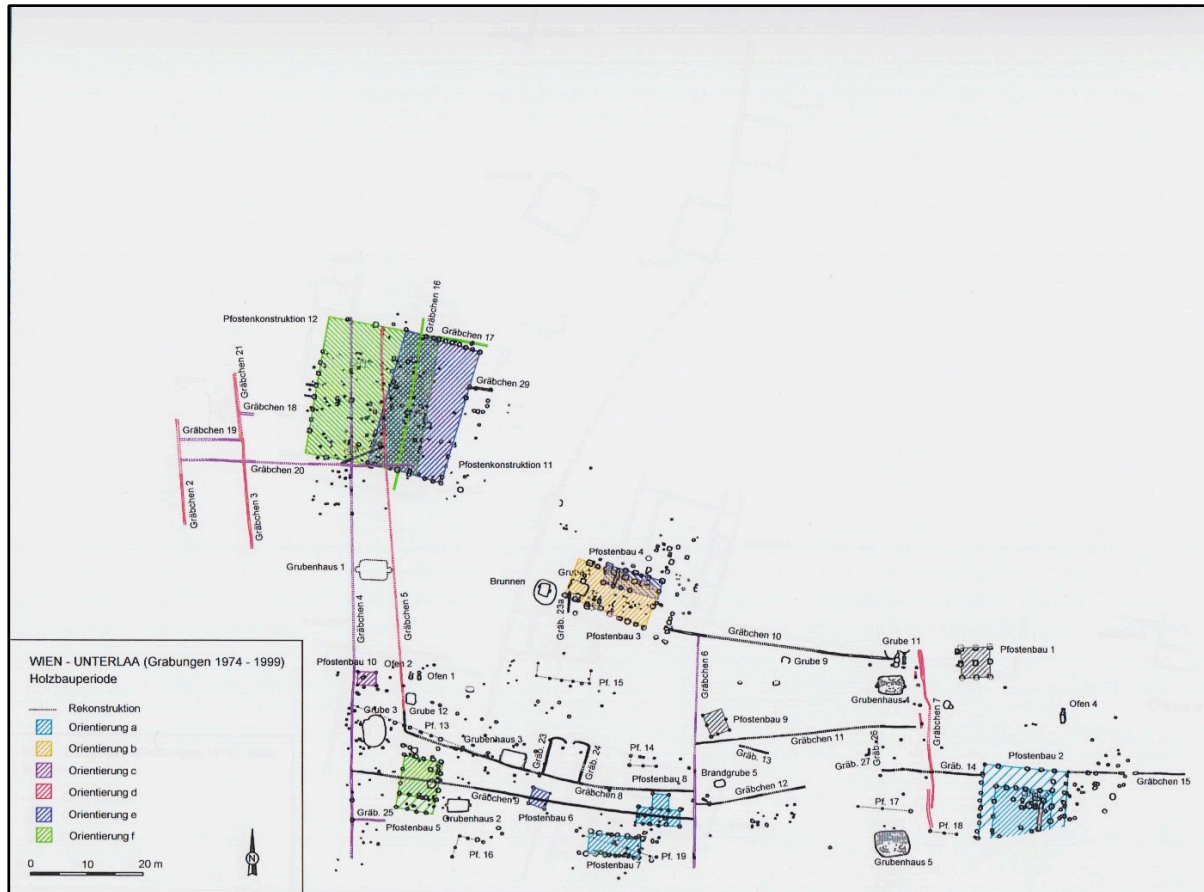 Pfostenkonstruktion 12
Gräbchen 16
Gräbchen 17
Gräbchen 21
Gräbchen 29
Gräbchen 18
Gräbchen 19
Gräbchen 20
Pfostenkonstruktion 11
Gräbchen 2
Gräbchen 3
Grubenhaus 1
Gräbchen 4
Gräbchen 5
Brunnen
Pfostenbau 4
Gräb. 23a
Pfostenbau 3
Gräbchen 10
Gräbchen 6
Grube 9
Grube 11
Pfostenbau 1
Grubenhaus 4
Gräbchen 7
Ofen 4
Pfostenbau 10
Ofen 2
Ofen 1
Pf. 15
Grube 3
Grube 12
Pf. 13
Grubenhaus 3
Gräb. 23
Gräb. 24
Pf. 14
Pfostenbau 9
Gräbchen 11
Gräb. 13
Gräb. 26
Gräb. 27
Gräb. 14
Pfostenbau 2
Gräbchen 15
Pfostenbau 8
Brandgrube 5
Gräbchen 12
Gräbchen 8
Gräbchen 9
Gräb. 25
Pfostenbau 5
Grubenhaus 2
Pfostenbau 6
Pf. 16
Pfostenbau 7
Pf. 19
Pf. 17
Pf. 18
Grubenhaus 5
WIEN - UNTERLAA (Grabungen 1974 - 1999)
Holzbauperiode
Rekonstruktion
Orientierung a
Orientierung b
Orientierung c
Orientierung d
Orientierung e
Orientierung f
0 10 20 m
N